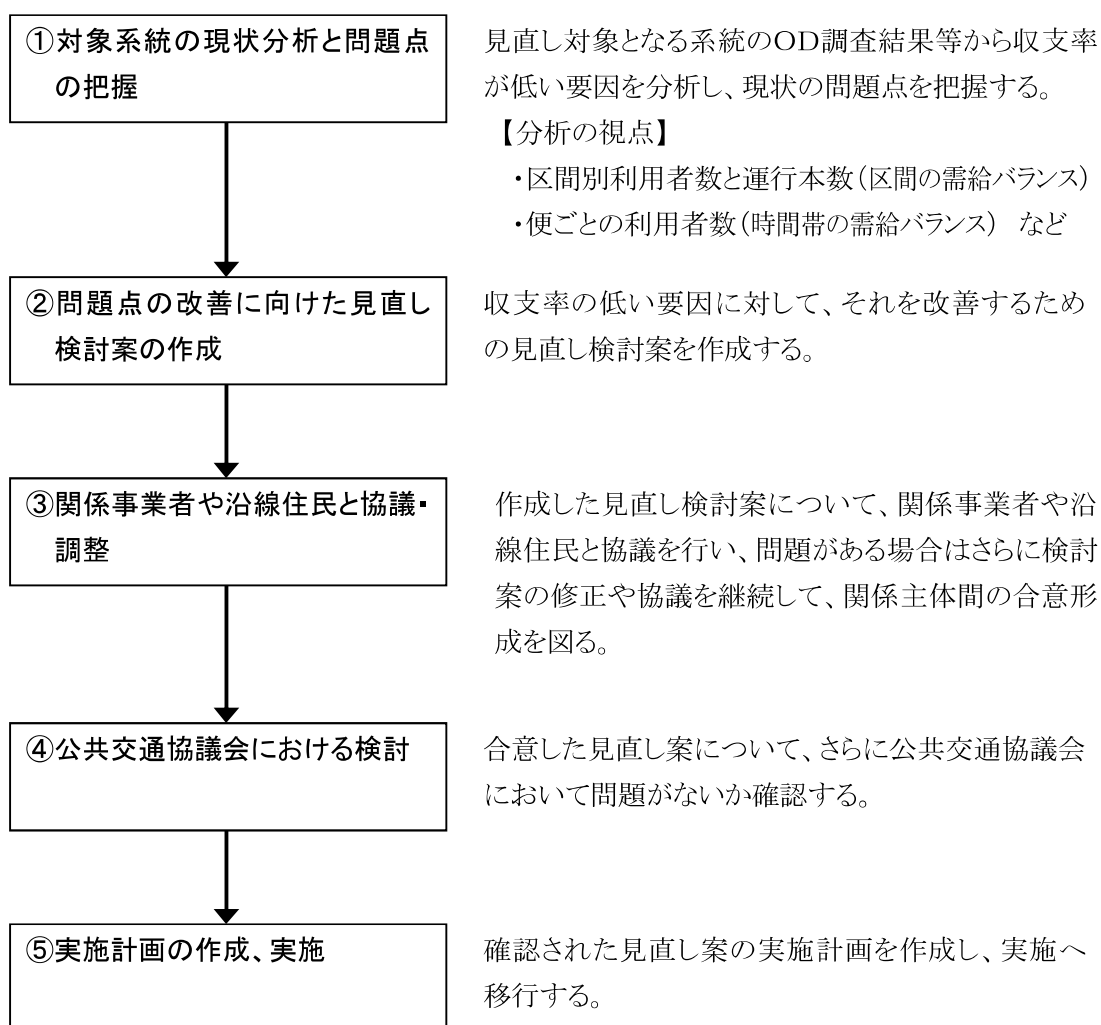 ①対象系統の現状分析と問題点
の把握
見直し対象となる系統のOD調査結果等から収支率
が低い要因を分析し、現状の問題点を把握する。
【分析の視点】
・区間別利用者数と運行本数(区間の需給バランス)
・便ごとの利用者数(時間帯の需給バランス) など
②問題点の改善に向けた見直し
検討案の作成
収支率の低い要因に対して、それを改善するため
の見直し検討案を作成する。
③関係事業者や沿線住民と協議・
調整
作成した見直し検討案について、関係事業者や沿
線住民と協議を行い、問題がある場合はさらに検討
案の修正や協議を継続して、関係主体間の合意形
成を図る。
④公共交通協議会における検討
合意した見直し案について、さらに公共交通協議会
において問題がないか確認する。
⑤実施計画の作成、実施
確認された見直し案の実施計画を作成し、実施へ
移行する。